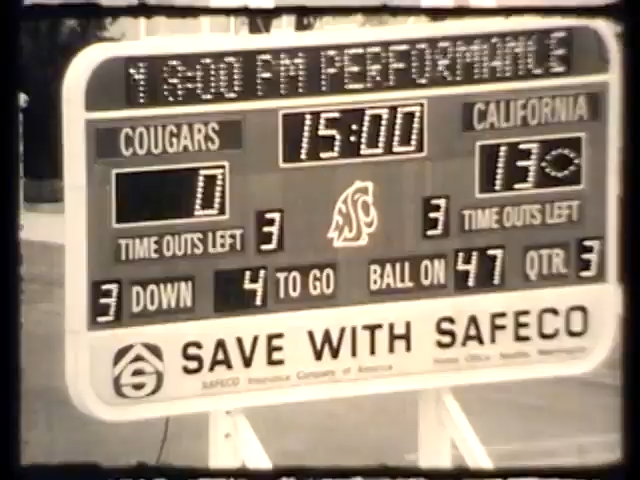 Y 8:00 PM PERFORMANCE
COUGARS 15:00 CALIFORNIA
0 13
TIME OUTS LEFT 3 WSC 3 TIME OUTS LEFT
3 DOWN 4 TO GO BALL ON 47 QTR. 3
SAVE WITH SAFECO
SAFECO Insurance Company of America Home Office Seattle, Washington